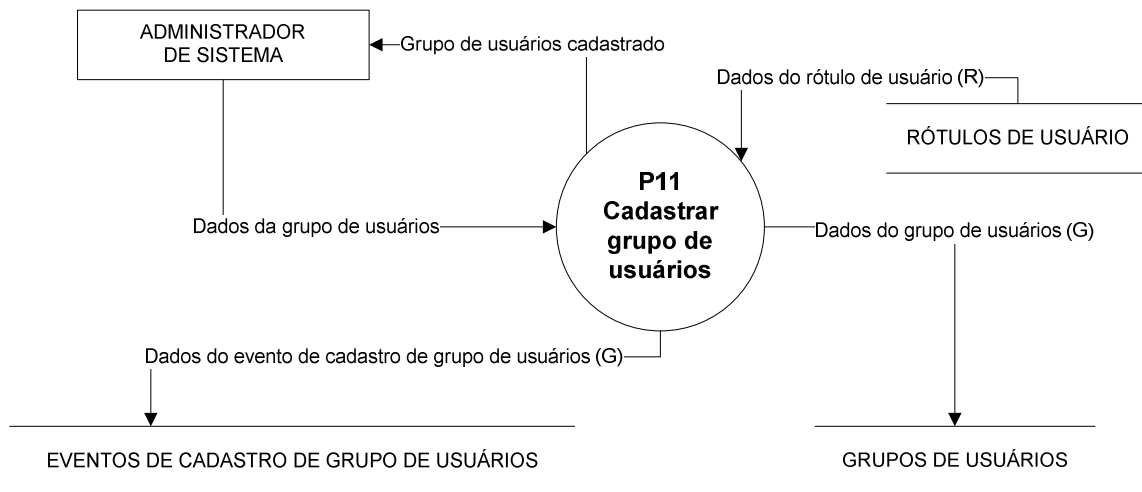 ADMINISTRADOR
DE SISTEMA
Grupo de usuários cadastrado
Dados do rótulo de usuário (R)
RÓTULOS DE USUÁRIO
P11
Cadastrar
grupo de
usuários
Dados da grupo de usuários
Dados do grupo de usuários (G)
Dados do evento de cadastro de grupo de usuários (G)
EVENTOS DE CADASTRO DE GRUPO DE USUÁRIOS
GRUPOS DE USUÁRIOS